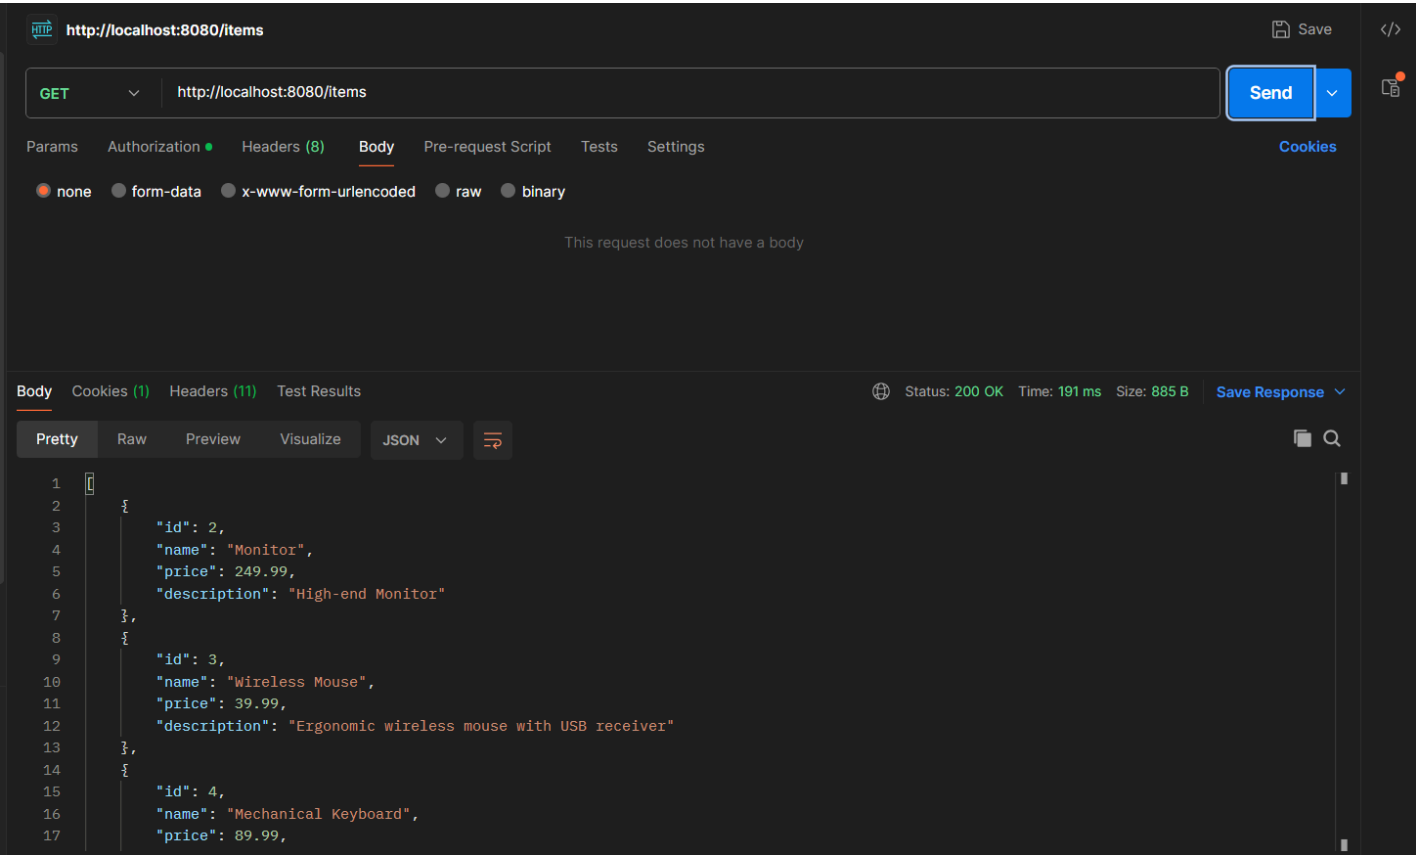 HTTP http://localhost:8080/items Save </>
GET http://localhost:8080/items Send
Params Authorization Headers (8) Body Pre-request Script Tests Settings Cookies
none form-data x-www-form-urlencoded raw binary
This request does not have a body
Body Cookies (1) Headers (11) Test Results Status: 200 OK Time: 191 ms Size: 885 B Save Response
Pretty Raw Preview Visualize JSON
1 [
2 {
3 "id": 2,
4 "name": "Monitor",
5 "price": 249.99,
6 "description": "High-end Monitor"
7 },
8 {
9 "id": 3,
10 "name": "Wireless Mouse",
11 "price": 39.99,
12 "description": "Ergonomic wireless mouse with USB receiver"
13 },
14 {
15 "id": 4,
16 "name": "Mechanical Keyboard",
17 "price": 89.99,